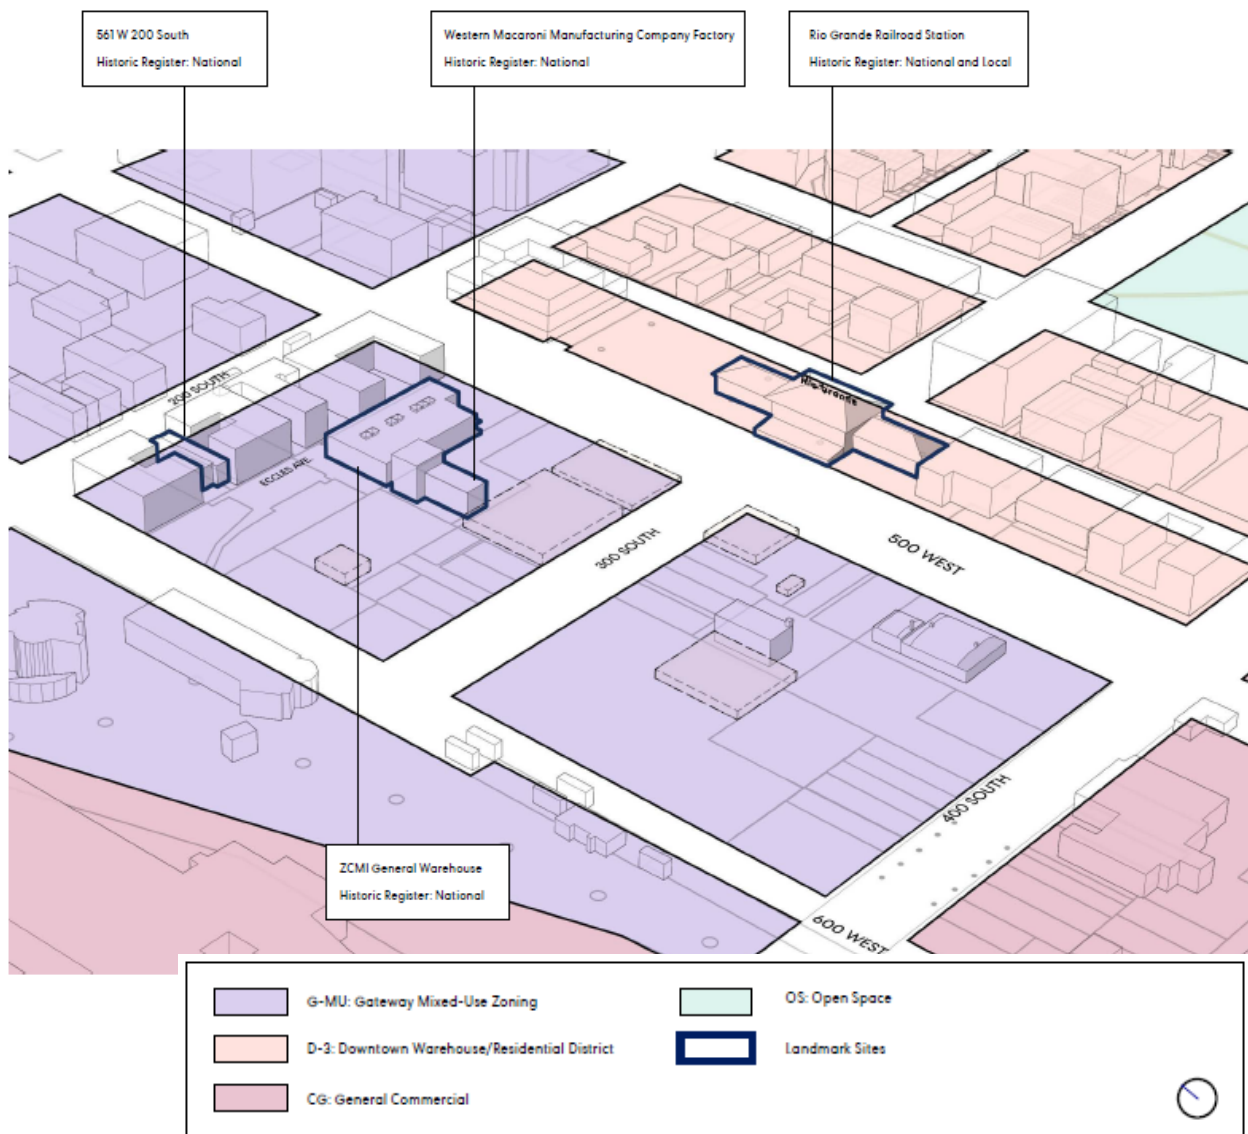 561 W 200 South
Historic Register: National
Western Macaroni Manufacturing Company Factory
Historic Register: National
Rio Grande Railroad Station
Historic Register: National and Local
Rio Grande
200 SOUTH
ECCLES AVE.
300 SOUTH
500 WEST
400 SOUTH
600 WEST
ZCMI General Warehouse
Historic Register: National
G-MU: Gateway Mixed-Use Zoning
D-3: Downtown Warehouse/Residential District
CG: General Commercial
OS: Open Space
Landmark Sites